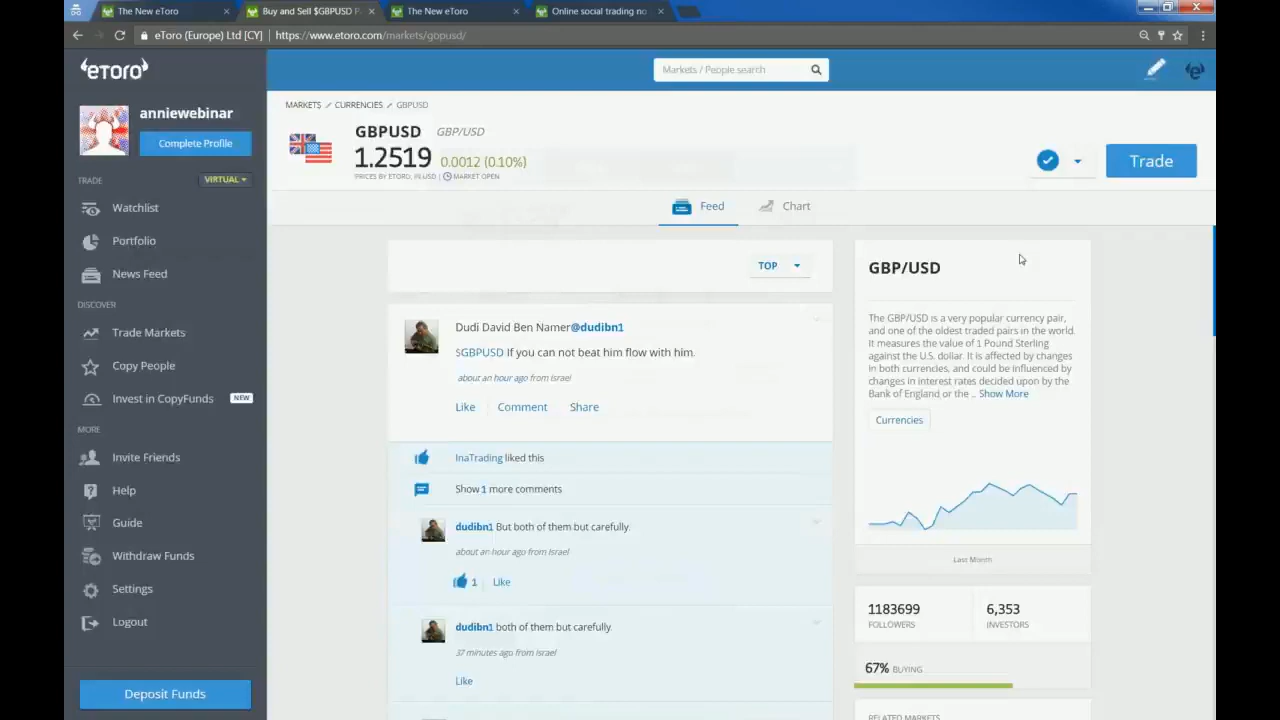 The New eToro
Buy and Sell $GBPUSD P
The New eToro
Online social trading ne
eToro (Europe) Ltd [CY]
https://www.etoro.com/markets/gbpusd/
eToro
Markets / People search
anniewebinar
Complete Profile
TRADE
VIRTUAL
Watchlist
Portfolio
News Feed
DISCOVER
Trade Markets
Copy People
Invest in CopyFunds
NEW
MORE
Invite Friends
Help
Guide
Withdraw Funds
Settings
Logout
Deposit Funds
MARKETS / CURRENCIES / GBPUSD
GBPUSD GBP/USD
1.2519 0.0012 (0.10%)
PRICES BY ETORO, IN USD | MARKET OPEN
Trade
Feed
Chart
TOP
Dudi David Ben Namer@dudibn1
$GBPUSD If you can not beat him flow with him.
about an hour ago from Israel
Like
Comment
Share
InaTrading liked this
Show 1 more comments
dudibn1 But both of them but carefully.
about an hour ago from Israel
1
Like
dudibn1 both of them but carefully.
37 minutes ago from Israel
Like
GBP/USD
The GBP/USD is a very popular currency pair,
and one of the oldest traded pairs in the world.
It measures the value of 1 Pound Sterling
against the U.S. dollar. It is affected by changes
in both currencies, and could be influenced by
changes in interest rates decided upon by the
Bank of England or the ... Show More
Currencies
Last Month
1183699
FOLLOWERS
6,353
INVESTORS
67% BUYING
RELATED MARKETS